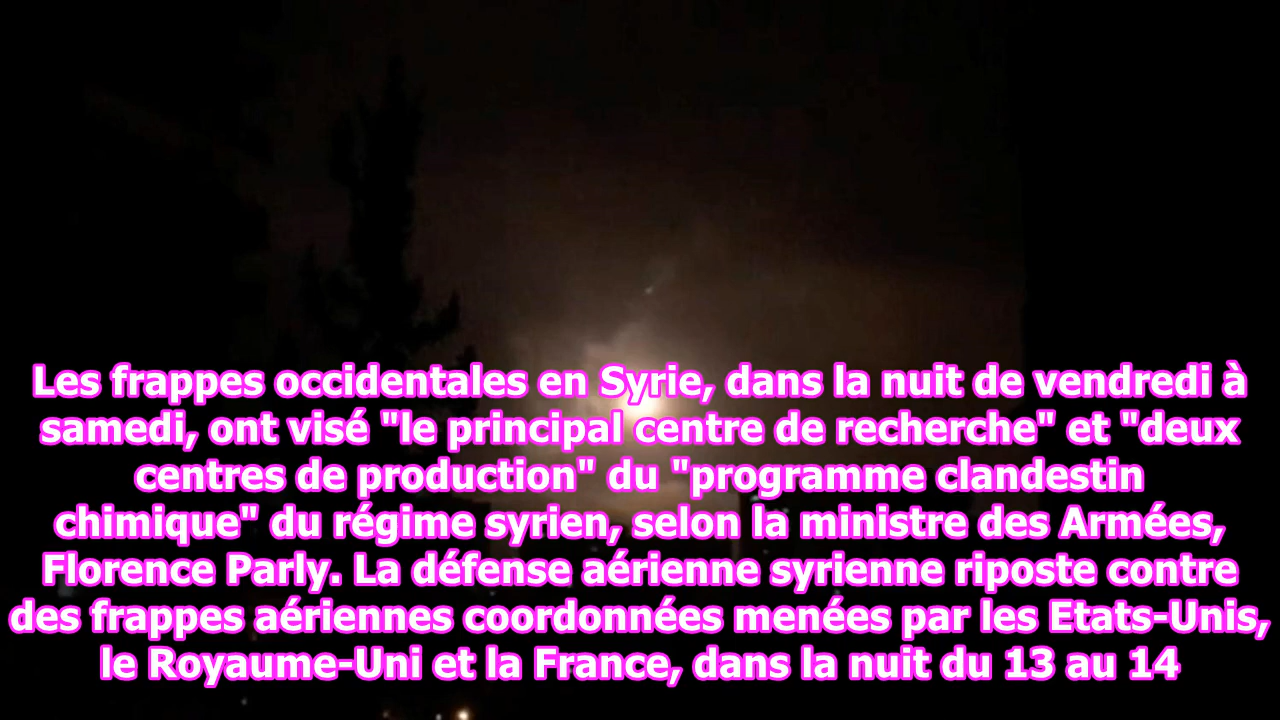 Les frappes occidentales en Syrie, dans la nuit de vendredi à
samedi, ont visé "le principal centre de recherche" et "deux
centres de production" du "programme clandestin
chimique" du régime syrien, selon la ministre des Armées,
Florence Parly. La défense aérienne syrienne riposte contre
des frappes aériennes coordonnées menées par les Etats-Unis,
le Royaume-Uni et la France, dans la nuit du 13 au 14